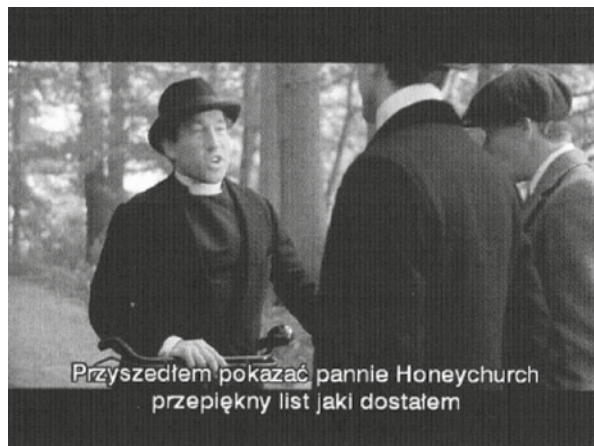 Przyszedłem pokazać pannie Honeychurch
przepiękny list jaki dostałem